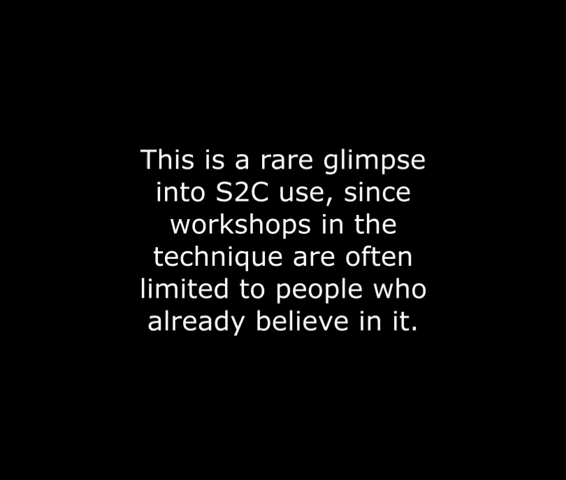 This is a rare glimpse
into S2C use, since
workshops in the
technique are often
limited to people who
already believe in it.